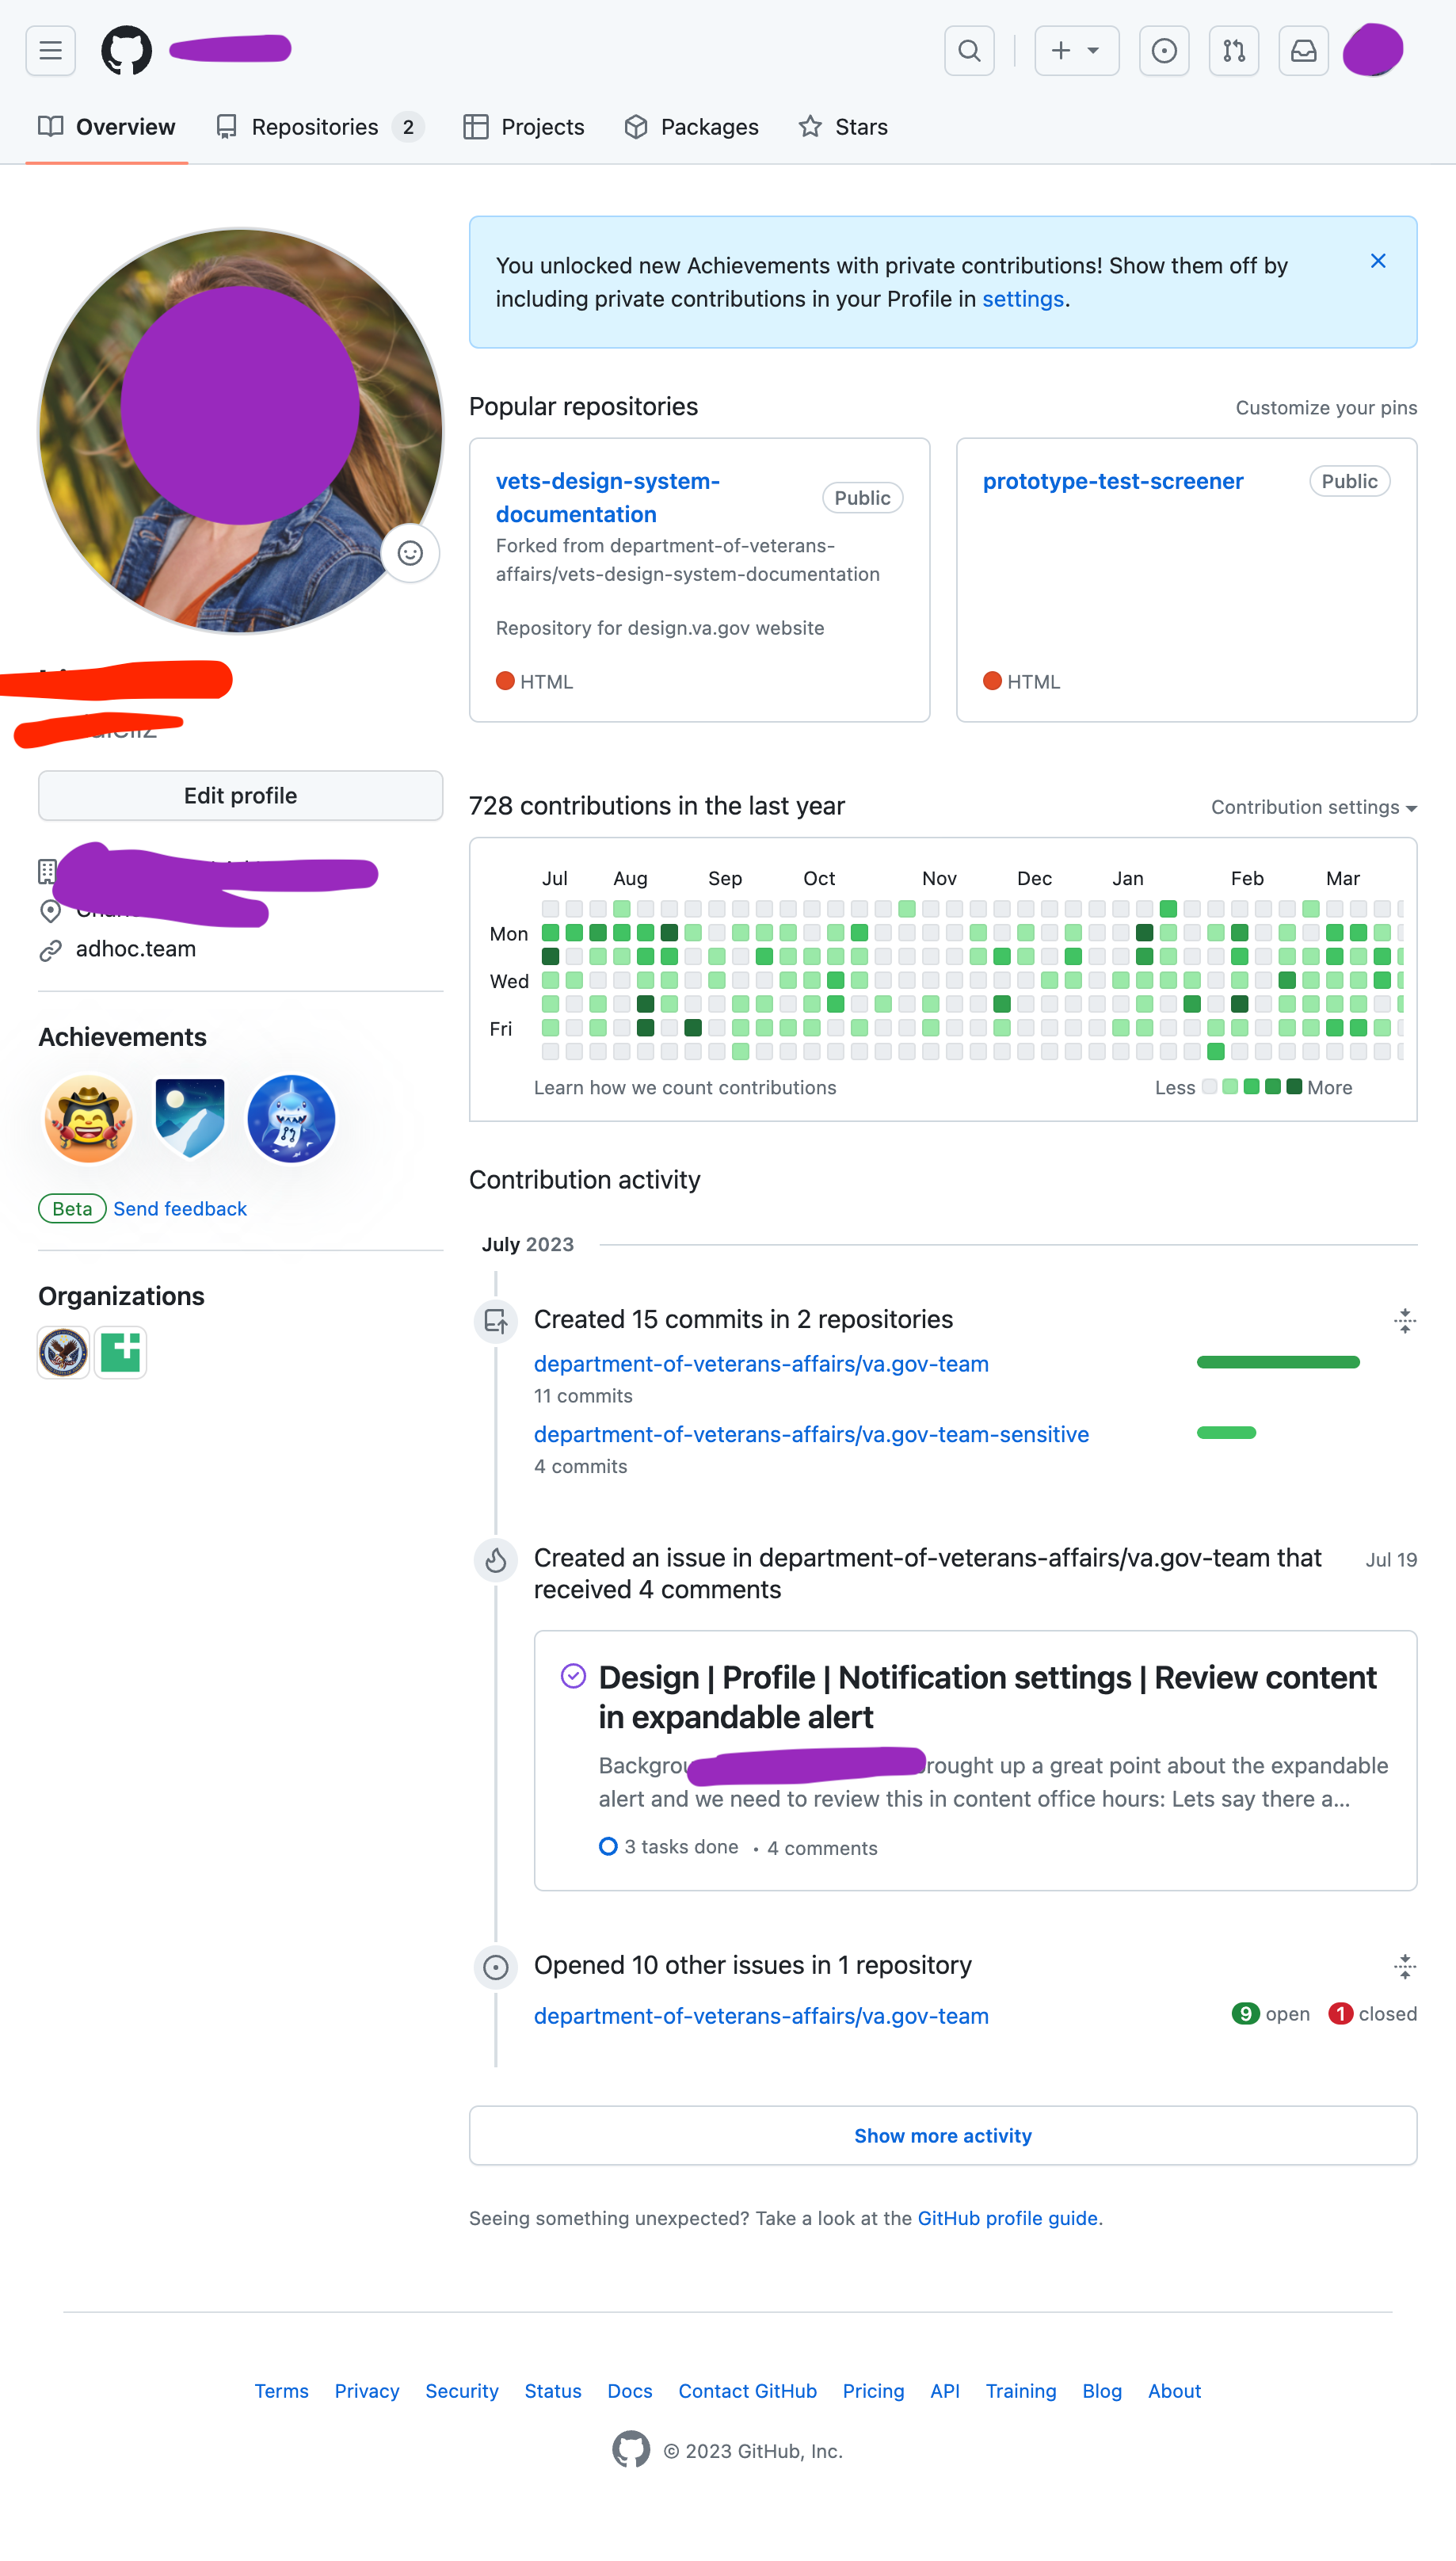 Overview Repositories 2 Projects Packages Stars
You unlocked new Achievements with private contributions! Show them off by
including private contributions in your Profile in settings.
Popular repositories
Customize your pins
vets-design-system-
documentation
Public
Forked from department-of-veterans-
affairs/vets-design-system-documentation
Repository for design.va.gov website
HTML
prototype-test-screener
Public
HTML
Edit profile
adhoc.team
Achievements
Beta Send feedback
Organizations
728 contributions in the last year
Contribution settings
Jul Aug Sep Oct Nov Dec Jan Feb Mar
Mon
Wed
Fri
Learn how we count contributions
Less More
Contribution activity
July 2023
Created 15 commits in 2 repositories
department-of-veterans-affairs/va.gov-team
11 commits
department-of-veterans-affairs/va.gov-team-sensitive
4 commits
Created an issue in department-of-veterans-affairs/va.gov-team that
received 4 comments
Jul 19
Design | Profile | Notification settings | Review content
in expandable alert
up a great point about the expandable
alert and we need to review this in content office hours: Lets say there a...
3 tasks done • 4 comments
Opened 10 other issues in 1 repository
department-of-veterans-affairs/va.gov-team
9 open 1 closed
Show more activity
Seeing something unexpected? Take a look at the GitHub profile guide.
Terms Privacy Security Status Docs Contact GitHub Pricing API Training Blog About
© 2023 GitHub, Inc.